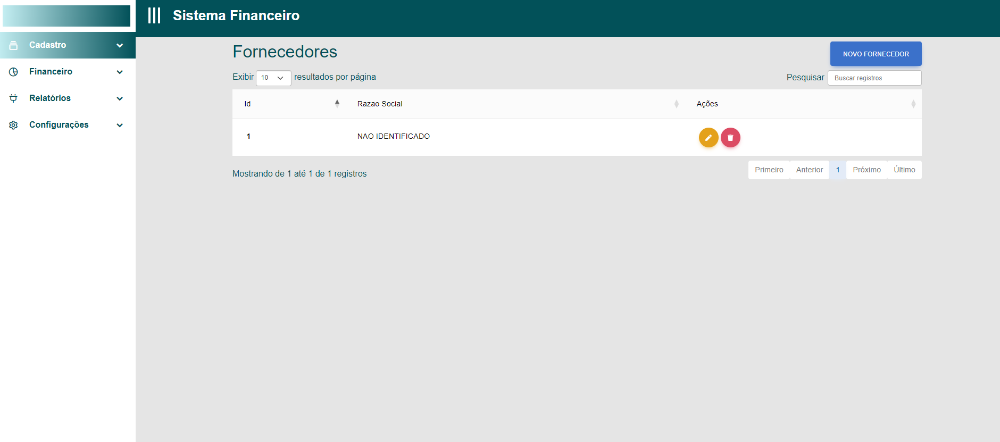 Sistema Financeiro
Cadastro
Financeiro
Relatórios
Configurações
Fornecedores
NOVO FORNECEDOR
Exibir 10 resultados por página
Pesquisar Buscar registros
Id Razao Social Ações
1 NAO IDENTIFICADO
Mostrando de 1 até 1 de 1 registros
Primeiro Anterior 1 Próximo Último